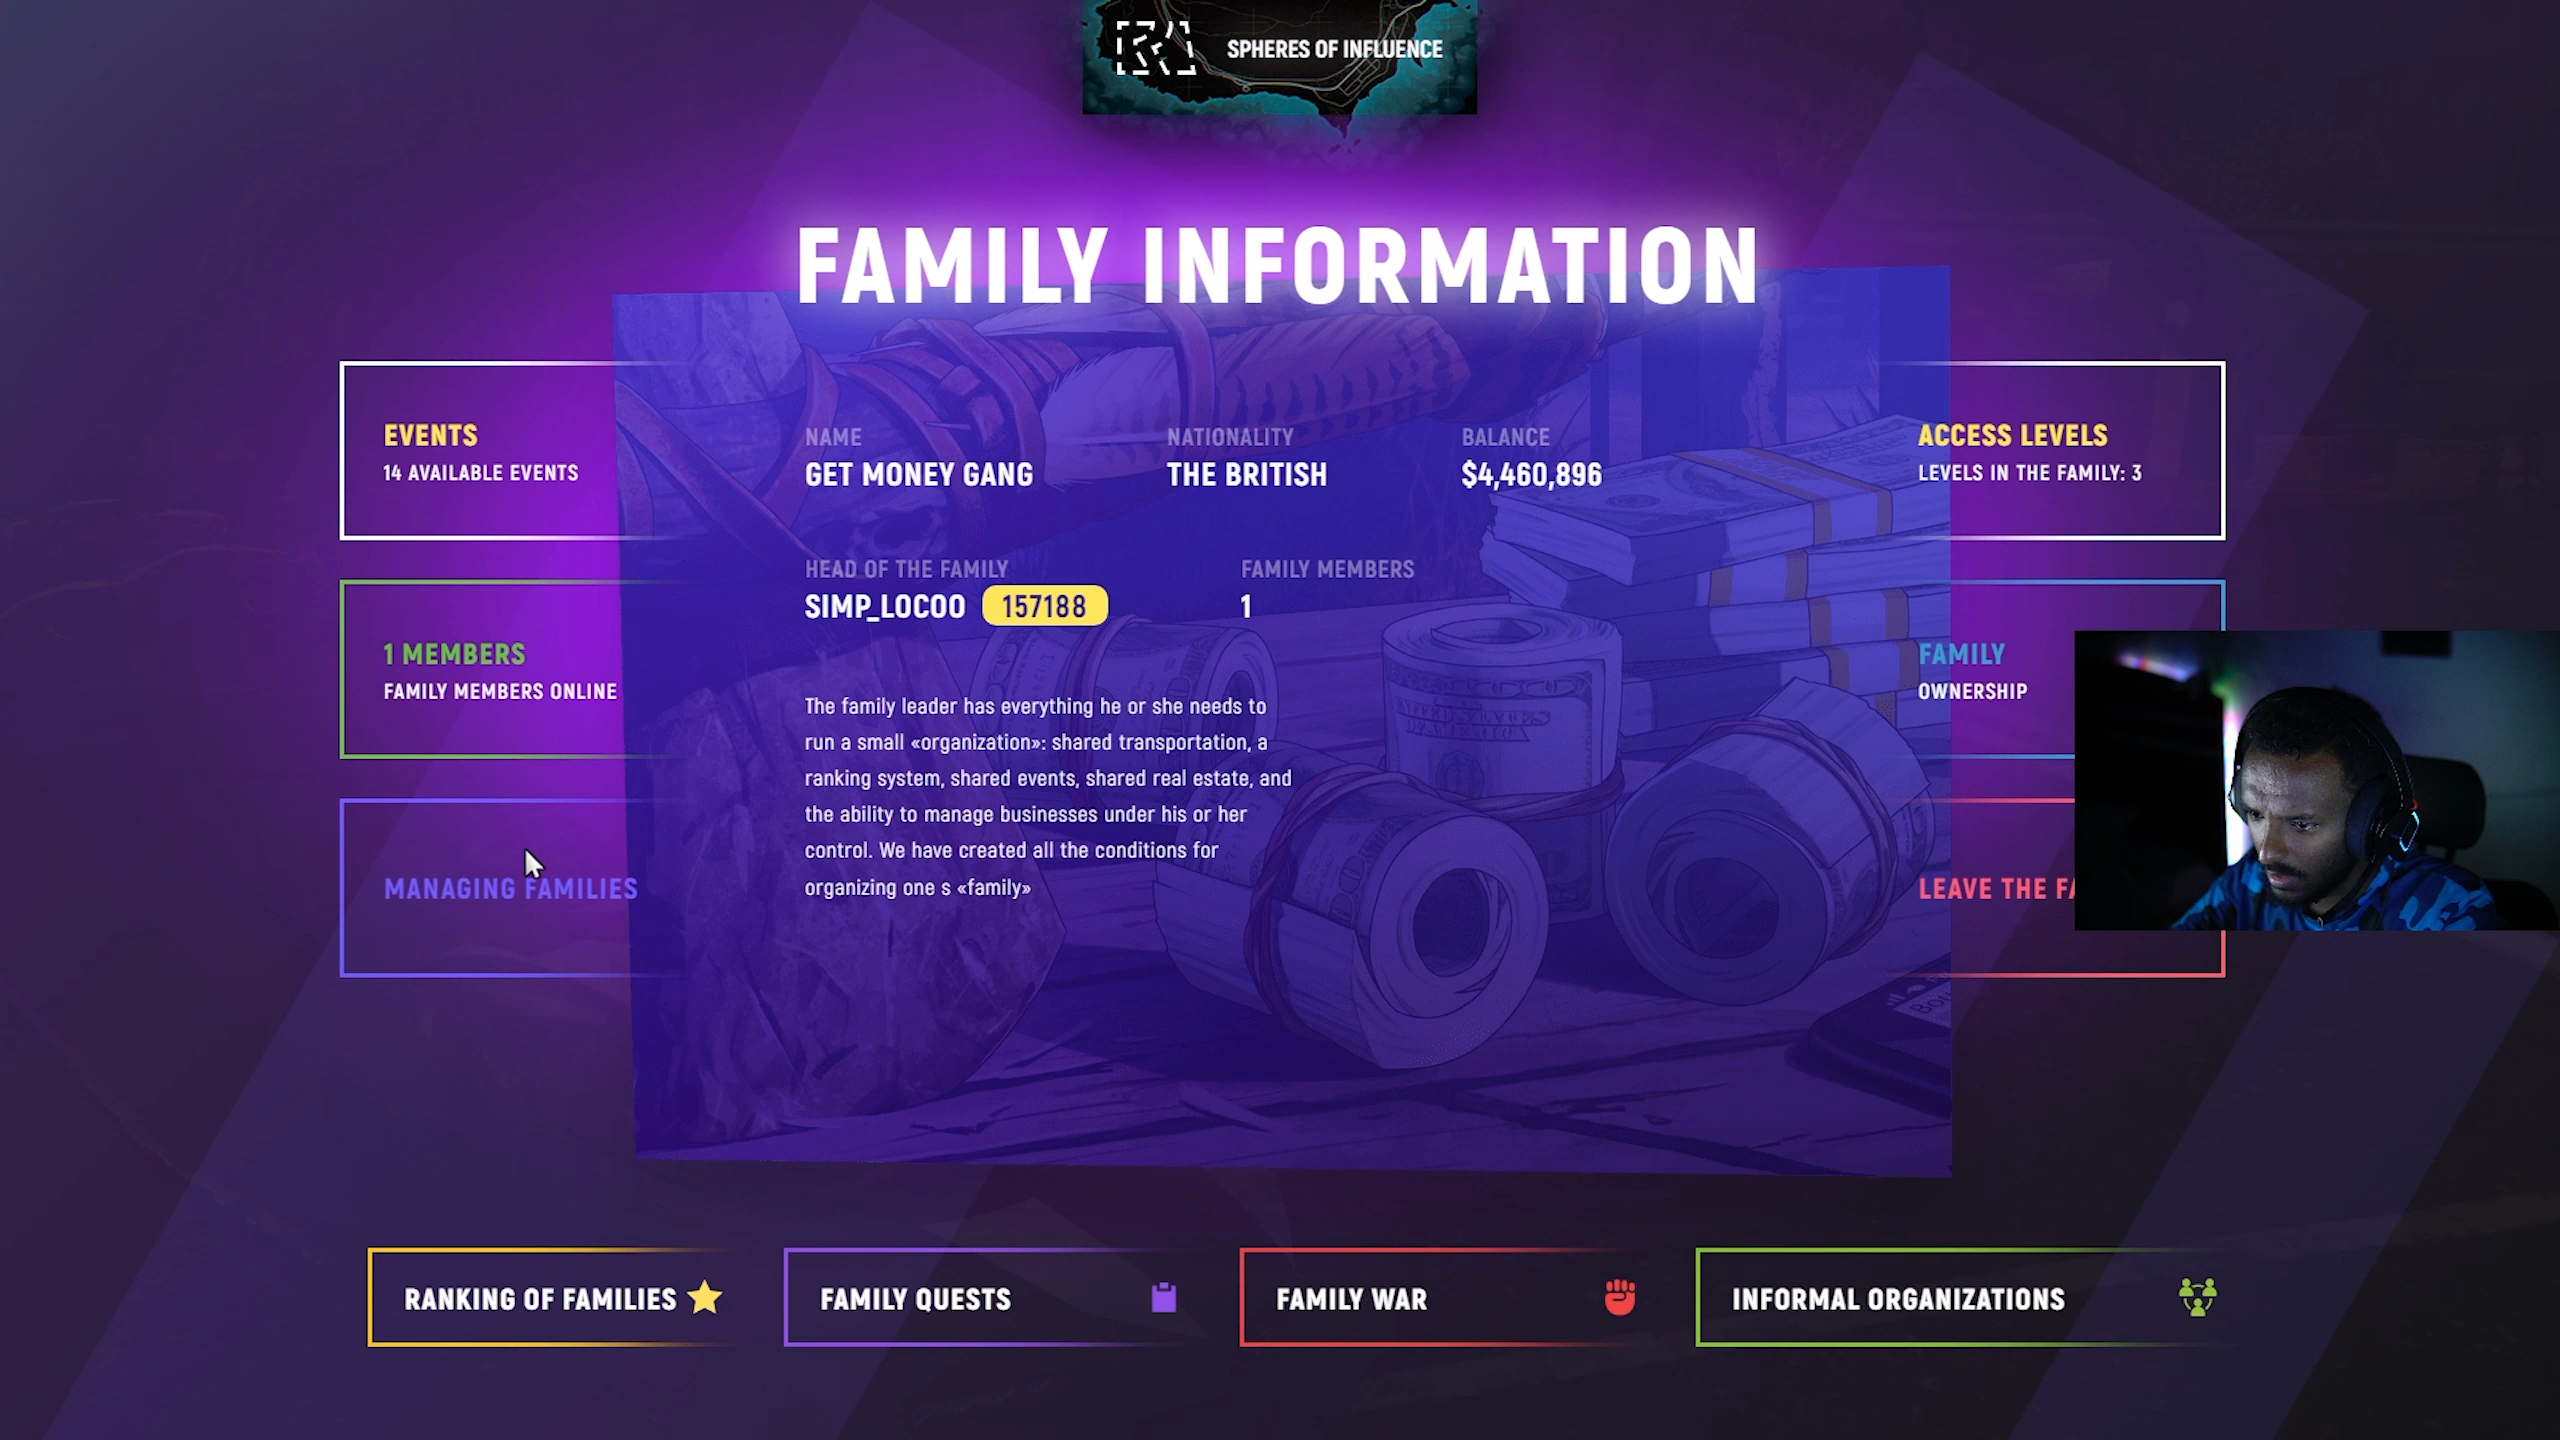 SPHERES OF INFLUENCE
FAMILY INFORMATION
EVENTS
14 AVAILABLE EVENTS
1 MEMBERS
FAMILY MEMBERS ONLINE
MANAGING FAMILIES
NAME
GET MONEY GANG
NATIONALITY
THE BRITISH
BALANCE
$4,460,896
HEAD OF THE FAMILY
SIMP_LOCOO 157188
FAMILY MEMBERS
1
The family leader has everything he or she needs to
run a small «organization»: shared transportation, a
ranking system, shared events, shared real estate, and
the ability to manage businesses under his or her
control. We have created all the conditions for
organizing one s «family»
ACCESS LEVELS
LEVELS IN THE FAMILY: 3
FAMILY
OWNERSHIP
LEAVE THE
RANKING OF FAMILIES
FAMILY QUESTS
FAMILY WAR
INFORMAL ORGANIZATIONS